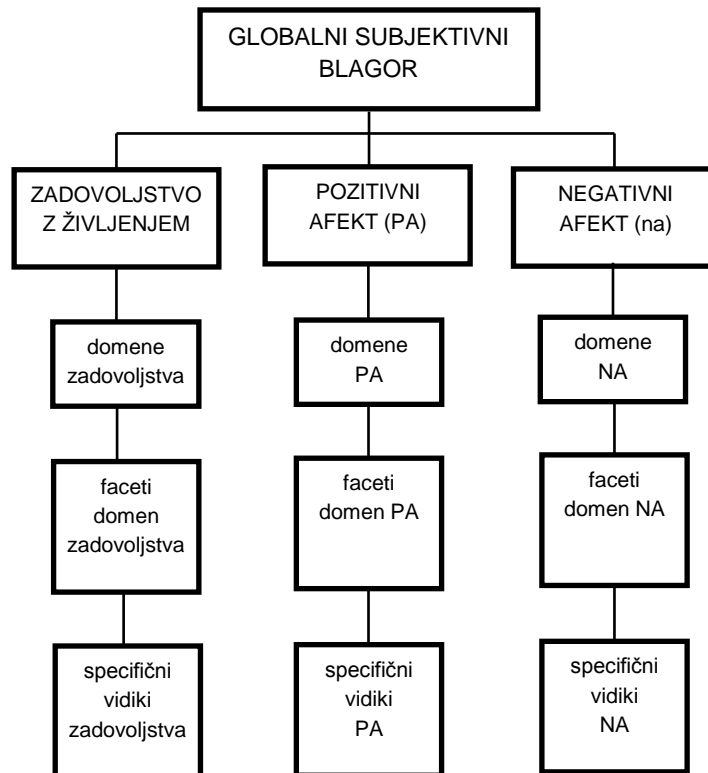 GLOBALNI SUBJEKTIVNI
BLAGOR
ZADOVOLJSTVO
Z ŽIVLJENJEM
POZITIVNI
AFEKT (PA)
NEGATIVNI
AFEKT (na)
domene
zadovoljstva
domene
PA
domene
NA
faceti
domen
zadovoljstva
faceti
domen PA
faceti
domen NA
specifični
vidiki
zadovoljstva
specifični
vidiki
PA
specifični
vidiki
NA